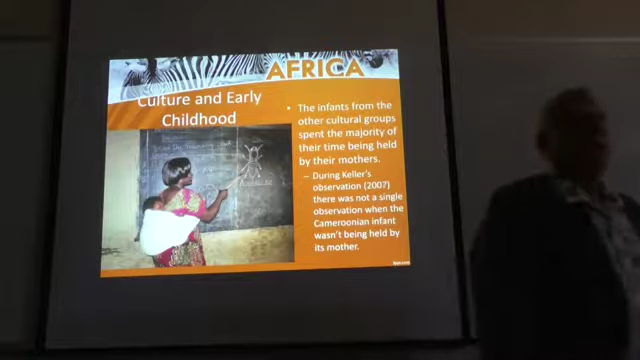 AFRICA
Culture and Early
Childhood
• The infants from the
other cultural groups
spent the majority of
their time being held
by their mothers.
– During Keller's
observation (2007)
there was not a single
observation when the
Cameroonian infant
wasn't being held by
its mother.